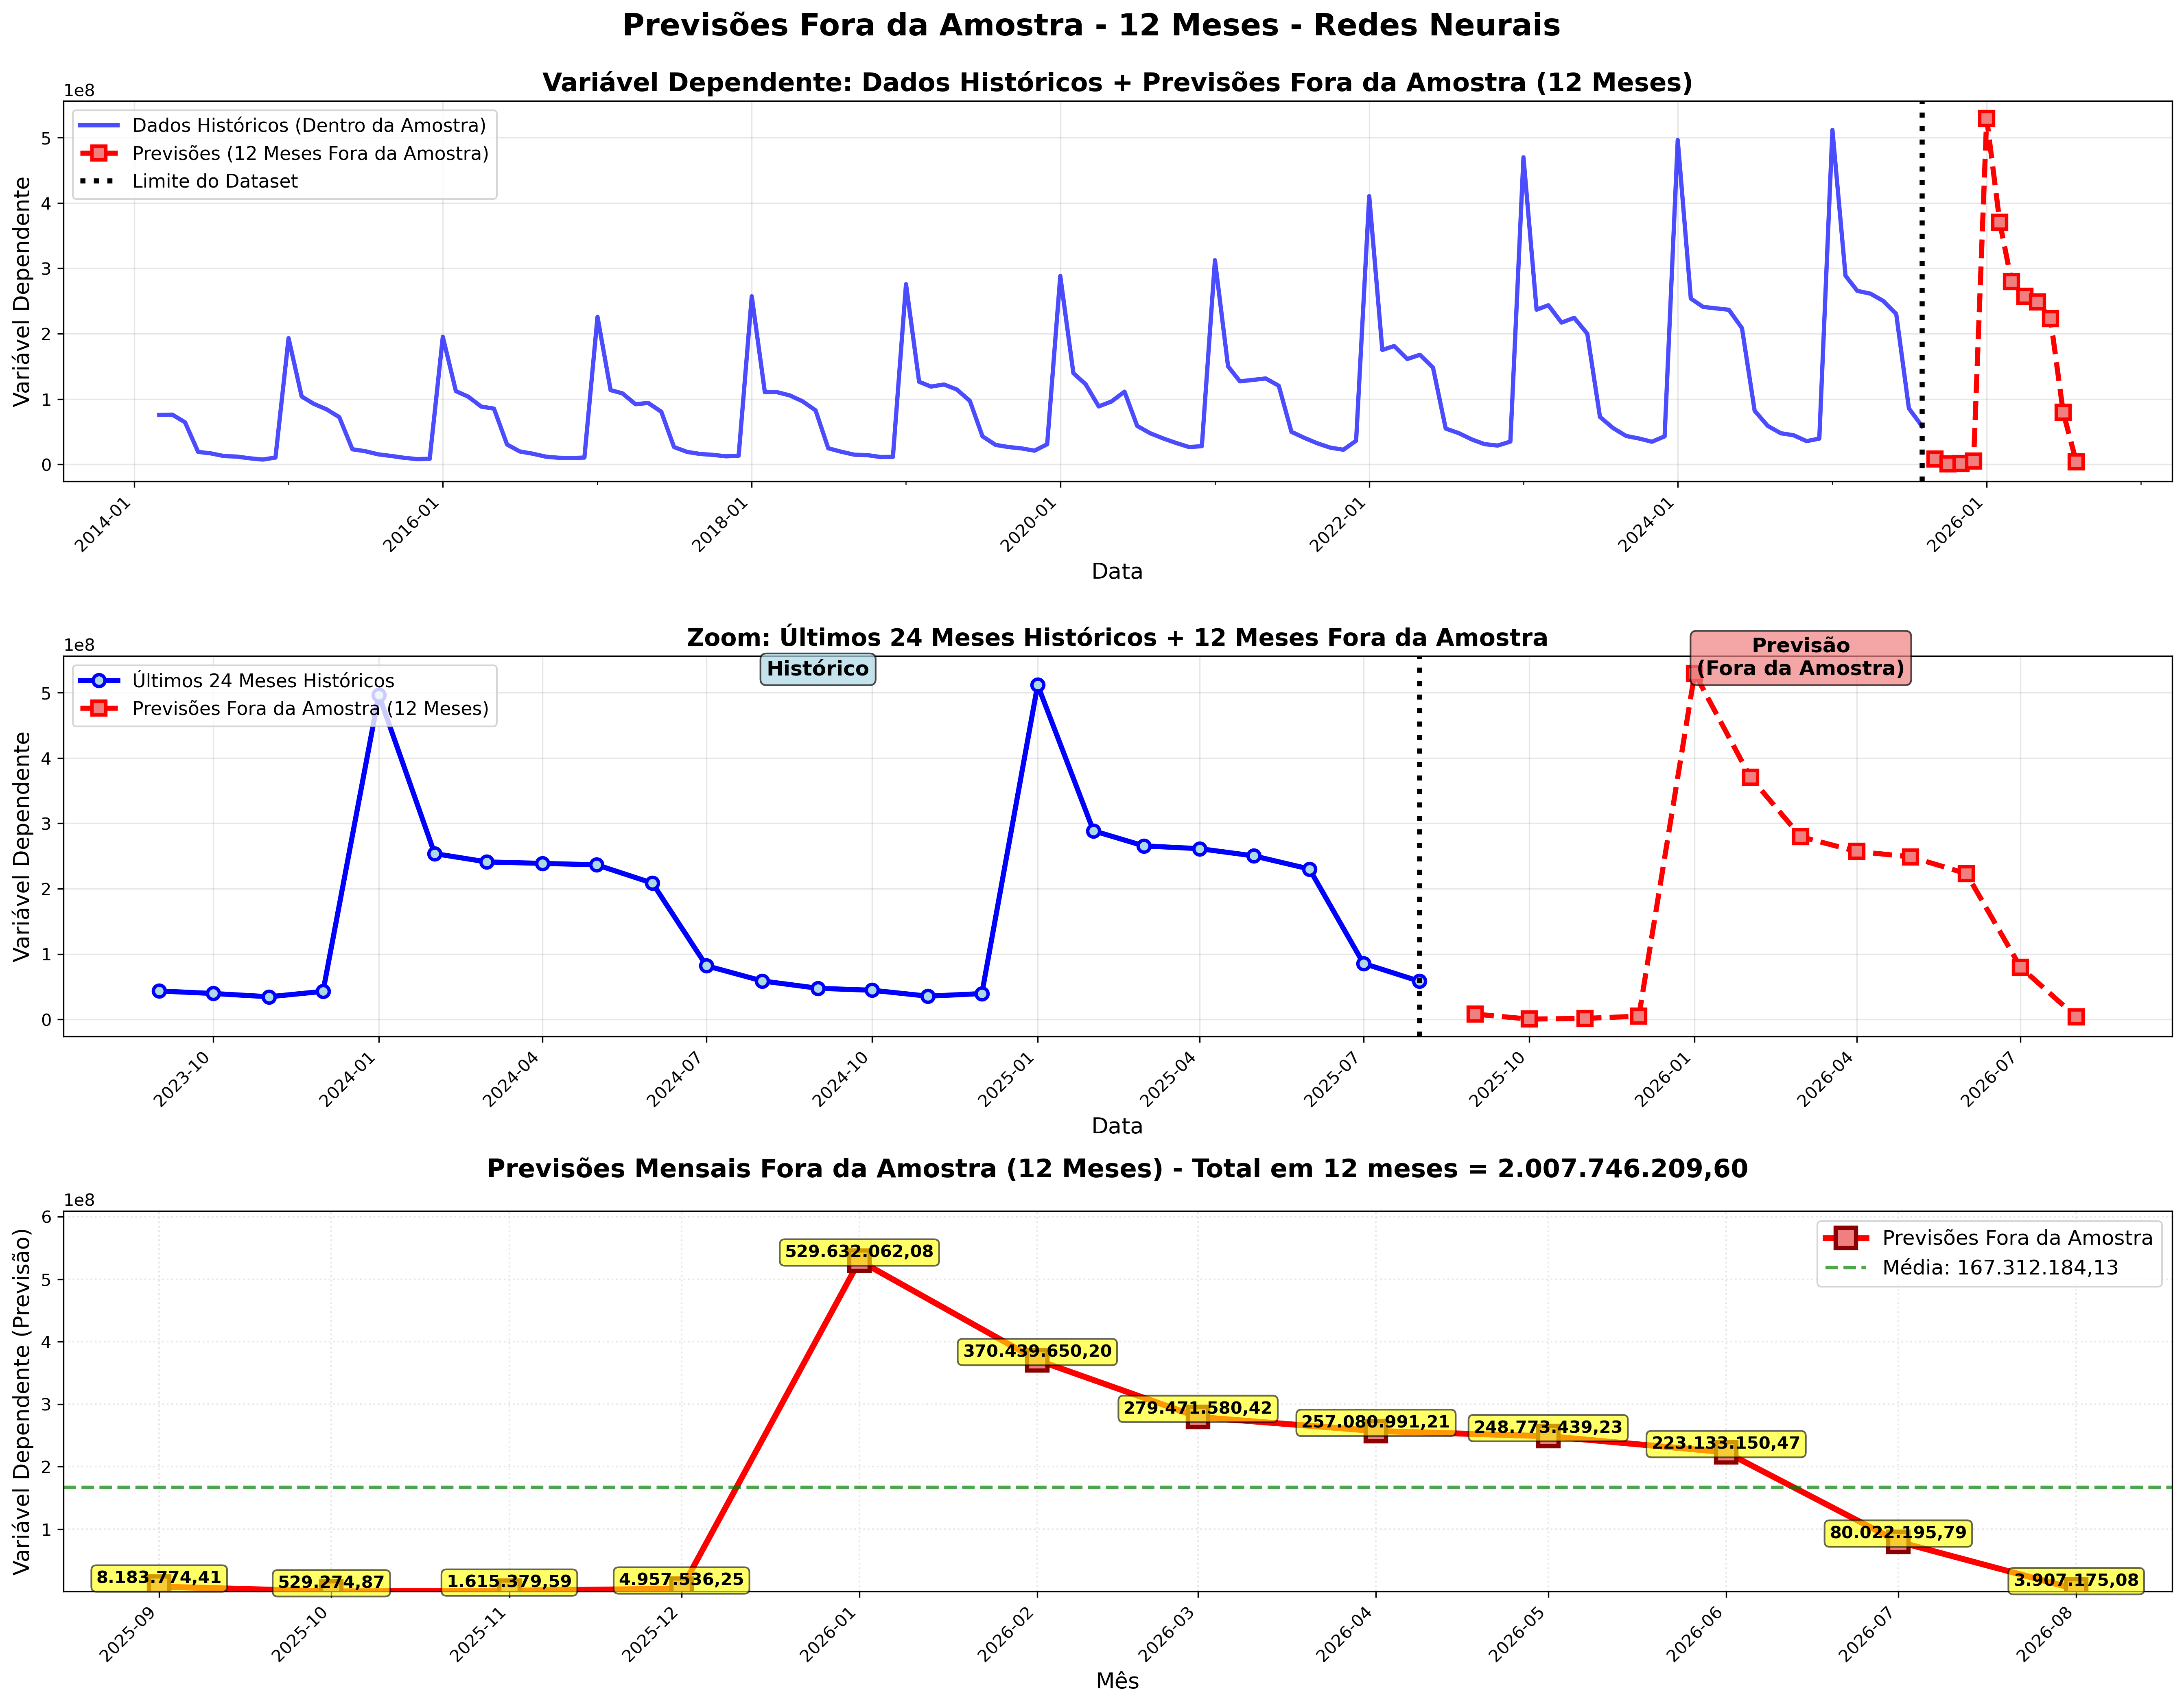 Previsões Fora da Amostra - 12 Meses - Redes Neurais
Variável Dependente: Dados Históricos + Previsões Fora da Amostra (12 Meses)
1e8
Dados Históricos (Dentro da Amostra)
Previsões (12 Meses Fora da Amostra)
Limite do Dataset
Variável Dependente
5
4
3
2
1
0
2014-01
2016-01
2018-01
2020-01
2022-01
2024-01
2026-01
Data
Zoom: Últimos 24 Meses Históricos + 12 Meses Fora da Amostra
1e8
Últimos 24 Meses Históricos
Previsões Fora da Amostra (12 Meses)
Histórico
Previsão
(Fora da Amostra)
Variável Dependente
5
4
3
2
1
0
2023-10
2024-01
2024-04
2024-07
2024-10
2025-01
2025-04
2025-07
2025-10
2026-01
2026-04
2026-07
Data
Previsões Mensais Fora da Amostra (12 Meses) - Total em 12 meses = 2.007.746.209,60
1e8
Previsões Fora da Amostra
Média: 167.312.184,13
Variável Dependente (Previsão)
6
5
4
3
2
1
8.183.774,41
529.274,87
1.615.379,59
4.957.536,25
529.632.062,08
370.439.650,20
279.471.580,42
257.080.991,21
248.773.439,23
223.133.150,47
80.022.195,79
3.907.175,08
2025-09
2025-10
2025-11
2025-12
2026-01
2026-02
2026-03
2026-04
2026-05
2026-06
2026-07
2026-08
Mês